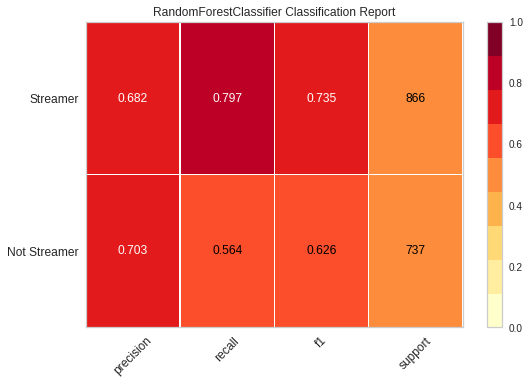 RandomForestClassifier Classification Report
Streamer 0.682 0.797 0.735 866
Not Streamer 0.703 0.564 0.626 737
precision recall f1 support
1.0
0.8
0.6
0.4
0.2
0.0